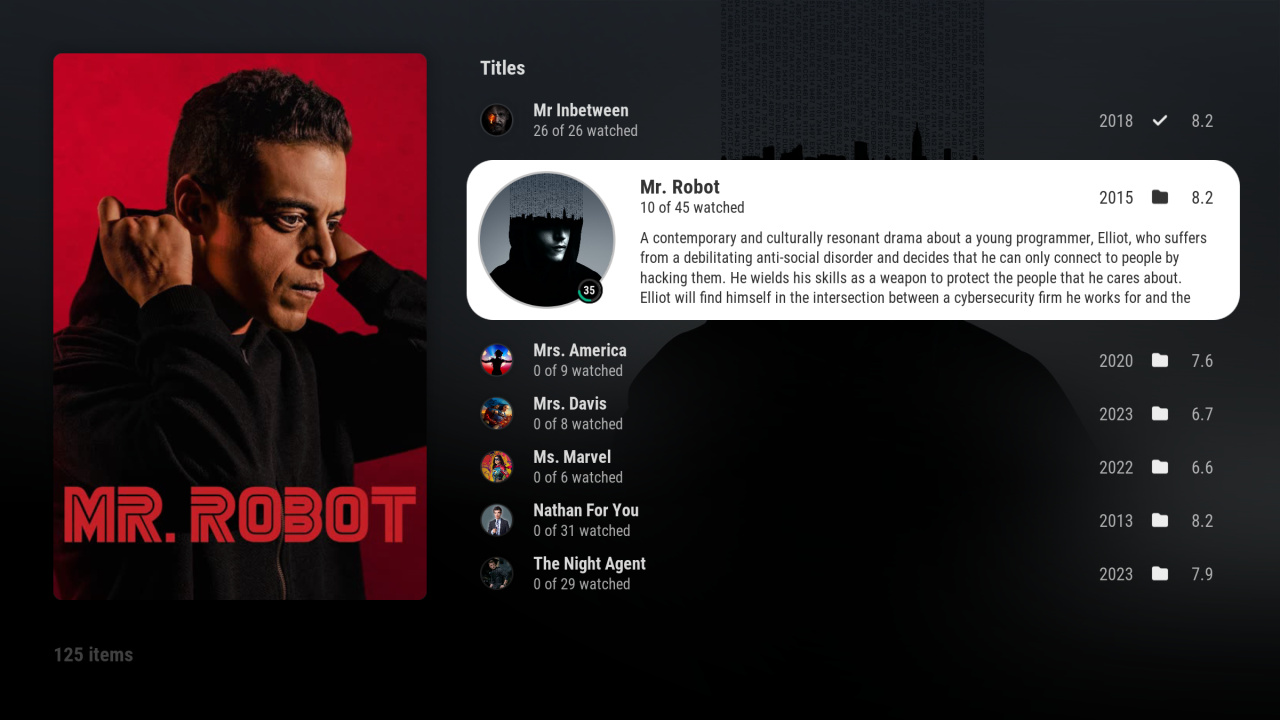 Titles
Mr Inbetween
26 of 26 watched
2018 8.2
Mr. Robot
10 of 45 watched
2015 8.2
A contemporary and culturally resonant drama about a young programmer, Elliot, who suffers
from a debilitating anti-social disorder and decides that he can only connect to people by
hacking them. He wields his skills as a weapon to protect the people that he cares about.
Elliot will find himself in the intersection between a cybersecurity firm he works for and the
35
Mrs. America
0 of 9 watched
2020 7.6
Mrs. Davis
0 of 8 watched
2023 6.7
Ms. Marvel
0 of 6 watched
2022 6.6
Nathan For You
0 of 31 watched
2013 8.2
The Night Agent
0 of 29 watched
2023 7.9
MR. ROBOT
125 items